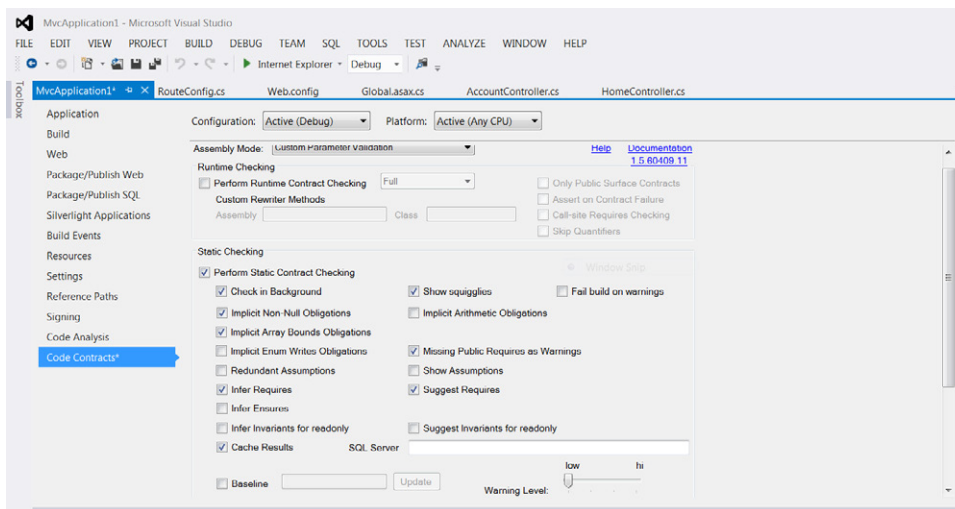 MvcApplication1 - Microsoft Visual Studio
FILE EDIT VIEW PROJECT BUILD DEBUG TEAM SQL TOOLS TEST ANALYZE WINDOW HELP
Internet Explorer Debug
Toolbox
MvcApplication1* RouteConfig.cs Web.config Global.asax.cs AccountController.cs HomeController.cs
Application
Build
Web
Package/Publish Web
Package/Publish SQL
Silverlight Applications
Build Events
Resources
Settings
Reference Paths
Signing
Code Analysis
Code Contracts*
Configuration: Active (Debug) Platform: Active (Any CPU)
Assembly Mode: Custom Parameter Validation Help Documentation
1.5.60409.11
Runtime Checking
Perform Runtime Contract Checking Full Only Public Surface Contracts
Custom Rewriter Methods Assert on Contract Failure
Assembly Class Call-site Requires Checking
Skip Quantifiers
Static Checking
Window Snip
Perform Static Contract Checking
Check in Background Show squigglies Fail build on warnings
Implicit Non-Null Obligations Implicit Arithmetic Obligations
Implicit Array Bounds Obligations
Implicit Enum Writes Obligations Missing Public Requires as Warnings
Redundant Assumptions Show Assumptions
Infer Requires Suggest Requires
Infer Ensures
Infer Invariants for readonly Suggest Invariants for readonly
Cache Results SQL Server
low hi
Baseline Update Warning Level: